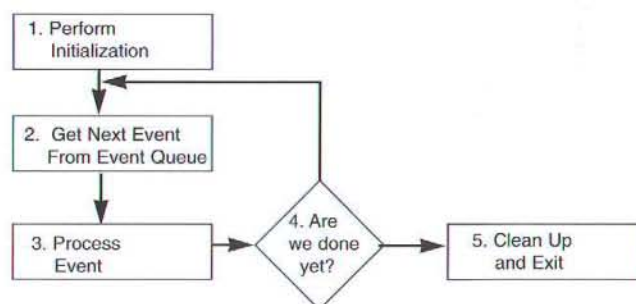 1. Perform
Initialization
2. Get Next Event
From Event Queue
3. Process
Event
4. Are
we done
yet?
5. Clean Up
and Exit